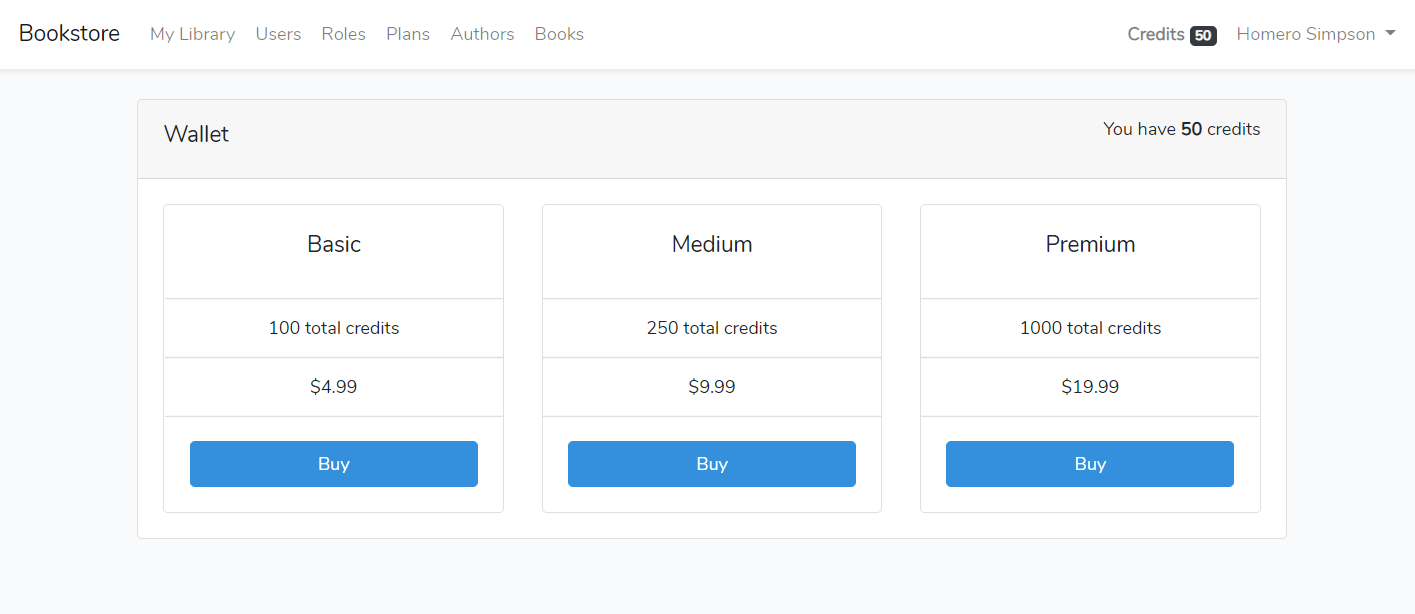 Bookstore My Library Users Roles Plans Authors Books Credits 50 Homero Simpson
Wallet
You have 50 credits
Basic
100 total credits
$4.99
Buy
Medium
250 total credits
$9.99
Buy
Premium
1000 total credits
$19.99
Buy